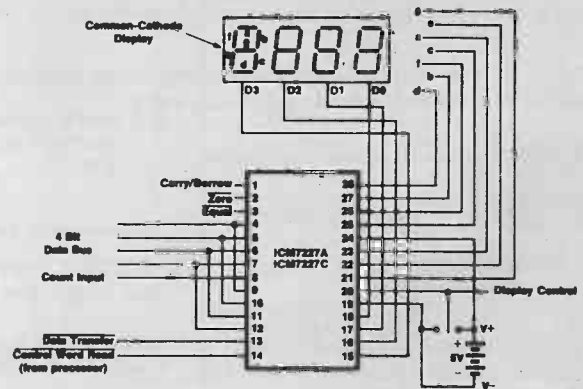 Common-Cathode
Display
f b
d c
D3 D2 D1 D0
g
e
a
c
f
b
d
Carry/Borrow
Zero
Equal
4 Bit
Data Bus
Count Input
Data Transfer
Control Word Read
(from processor)
1
2
3
4
5
6
7
8
9
10
11
12
13
14
ICM7227A
ICM7227C
28
27
26
25
24
23
22
21
20
19
18
17
16
15
Display Control
V+
+
5V
-
V-